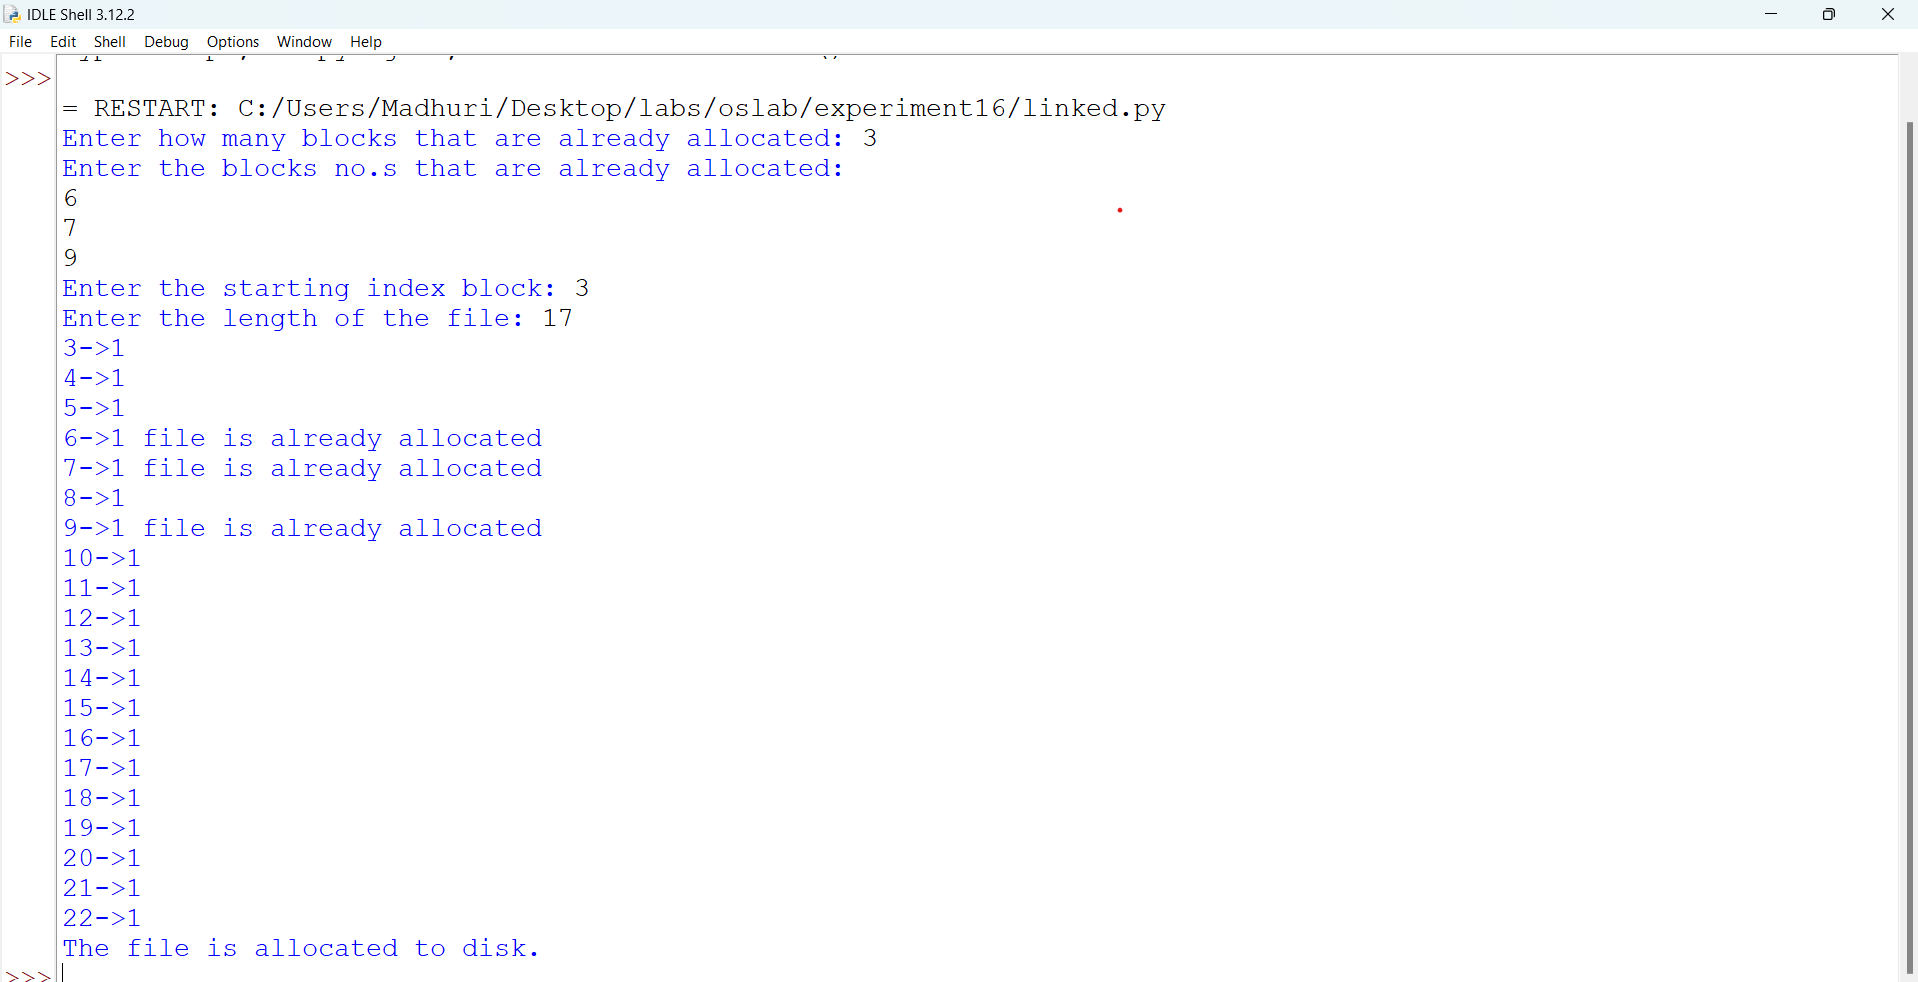 IDLE Shell 3.12.2
File Edit Shell Debug Options Window Help
>>>
= RESTART: C:/Users/Madhuri/Desktop/labs/oslab/experiment16/linked.py
Enter how many blocks that are already allocated: 3
Enter the blocks no.s that are already allocated:
6
7
9
Enter the starting index block: 3
Enter the length of the file: 17
3->1
4->1
5->1
6->1 file is already allocated
7->1 file is already allocated
8->1
9->1 file is already allocated
10->1
11->1
12->1
13->1
14->1
15->1
16->1
17->1
18->1
19->1
20->1
21->1
22->1
The file is allocated to disk.
>>>